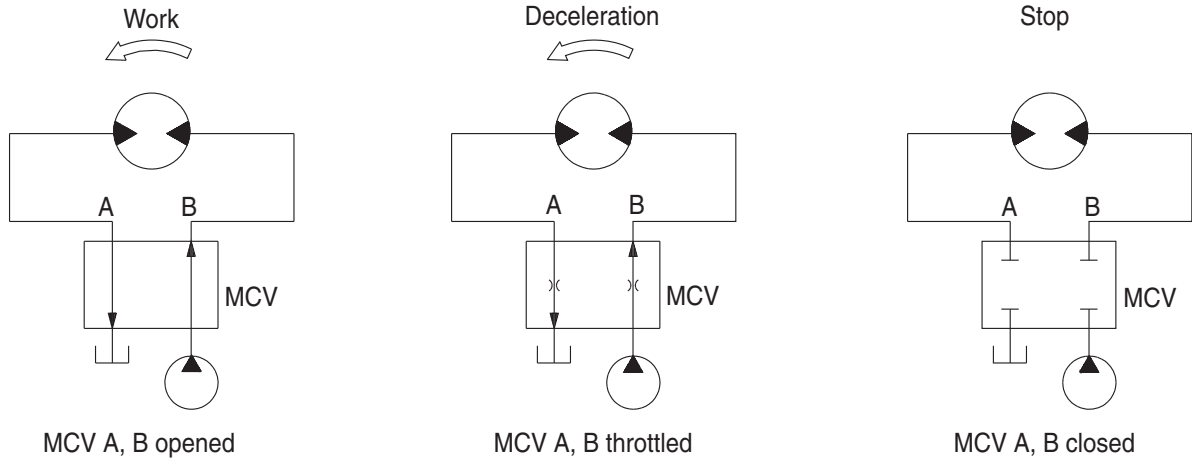 Work
A
B
MCV
MCV A, B opened
Deceleration
A
B
MCV
MCV A, B throttled
Stop
A
B
MCV
MCV A, B closed